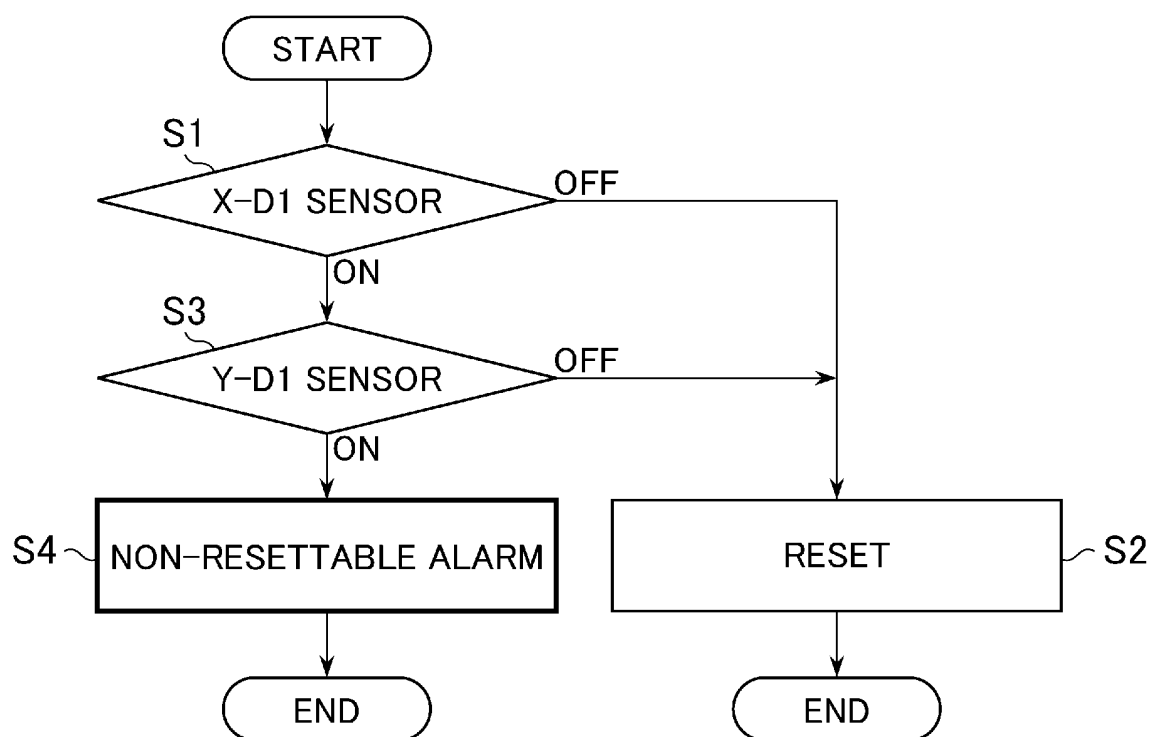 START
S1
X-D1 SENSOR
OFF
ON
S3
Y-D1 SENSOR
OFF
ON
S4
NON-RESETTABLE ALARM
RESET
S2
END
END